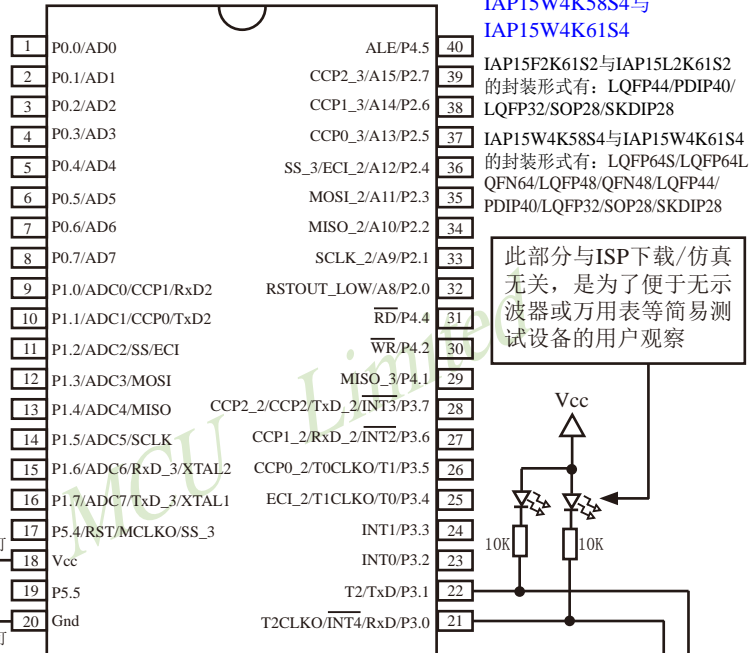 IAP15W4K58S4与
IAP15W4K61S4
IAP15F2K61S2与IAP15L2K61S2
的封装形式有：LQFP44/PDIP40/
LQFP32/SOP28/SKDIP28
IAP15W4K58S4与IAP15W4K61S4
的封装形式有：LQFP64S/LQFP64L
QFN64/LQFP48/QFN48/LQFP44/
PDIP40/LQFP32/SOP28/SKDIP28
此部分与ISP下载/仿真
无关，是为了便于无示
波器或万用表等简易测
试设备的用户观察
1 P0.0/AD0 ALE/P4.5 40
2 P0.1/AD1 CCP2_3/A15/P2.7 39
3 P0.2/AD2 CCP1_3/A14/P2.6 38
4 P0.3/AD3 CCP0_3/A13/P2.5 37
5 P0.4/AD4 SS_3/ECI_2/A12/P2.4 36
6 P0.5/AD5 MOSI_2/A11/P2.3 35
7 P0.6/AD6 MISO_2/A10/P2.2 34
8 P0.7/AD7 SCLK_2/A9/P2.1 33
9 P1.0/ADC0/CCP1/RxD2 RSTOUT_LOW/A8/P2.0 32
10 P1.1/ADC1/CCP0/TxD2 RD/P4.4 31
11 P1.2/ADC2/SS/ECI WR/P4.2 30
12 P1.3/ADC3/MOSI MISO_3/P4.1 29
13 P1.4/ADC4/MISO CCP2_2/CCP2/TxD_2/INT3/P3.7 28
14 P1.5/ADC5/SCLK CCP1_2/RxD_2/INT2/P3.6 27
15 P1.6/ADC6/RxD_3/XTAL2 CCP0_2/T0CLKO/T1/P3.5 26
16 P1.7/ADC7/TxD_3/XTAL1 ECI_2/T1CLKO/T0/P3.4 25
17 P5.4/RST/MCLKO/SS_3 INT1/P3.3 24
18 Vcc INT0/P3.2 23
19 P5.5 T2/TxD/P3.1 22
20 Gnd T2CLKO/INT4/RxD/P3.0 21
Vcc
10K 10K
MCU Limited